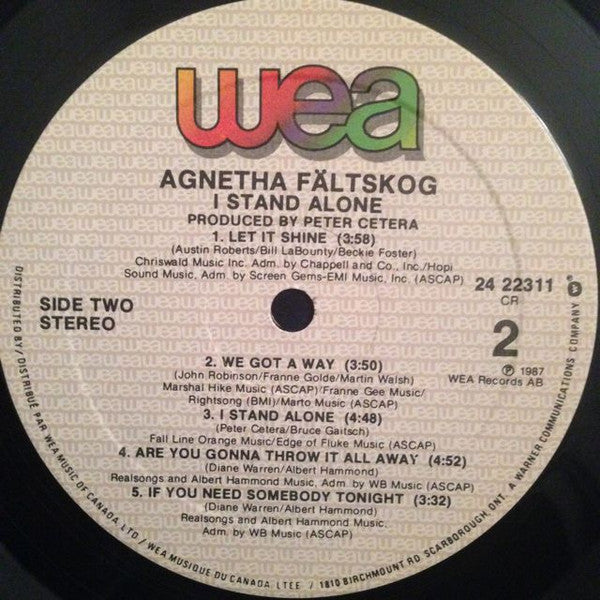 wea
AGNETHA FÄLTSKOG
I STAND ALONE
PRODUCED BY PETER CETERA
1. LET IT SHINE (3:58)
(Austin Roberts/Bill LaBounty/Beckie Foster)
Chriswald Music Inc. Adm. by Chappell and Co., Inc./Hopi
Sound Music, Adm. by Screen Gems-EMI Music, Inc. (ASCAP)
24 22311
CR
SIDE TWO
STEREO
2
℗ 1987
WEA Records AB
2. WE GOT A WAY (3:50)
(John Robinson/Franne Golde/Martin Walsh)
Marshal Hike Music (ASCAP)/Franne Gee Music/
Rightsong (BMI)/Marto Music (ASCAP)
3. I STAND ALONE (4:48)
(Peter Cetera/Bruce Gaitsch)
Fall Line Orange Music/Edge of Fluke Music (ASCAP)
4. ARE YOU GONNA THROW IT ALL AWAY (4:52)
(Diane Warren/Albert Hammond)
Realsongs and Albert Hammond Music, Adm. by WB Music (ASCAP)
5. IF YOU NEED SOMEBODY TONIGHT (3:32)
(Diane Warren/Albert Hammond)
Realsongs and Albert Hammond Music,
Adm. by WB Music (ASCAP)
DISTRIBUTED BY / DISTRIBUÉ PAR WEA MUSIC OF CANADA, LTD. / WEA MUSIQUE DU CANADA, LTEE / 1810 BIRCHMOUNT RD. SCARBOROUGH, ONT. A WARNER COMMUNICATIONS COMPANY